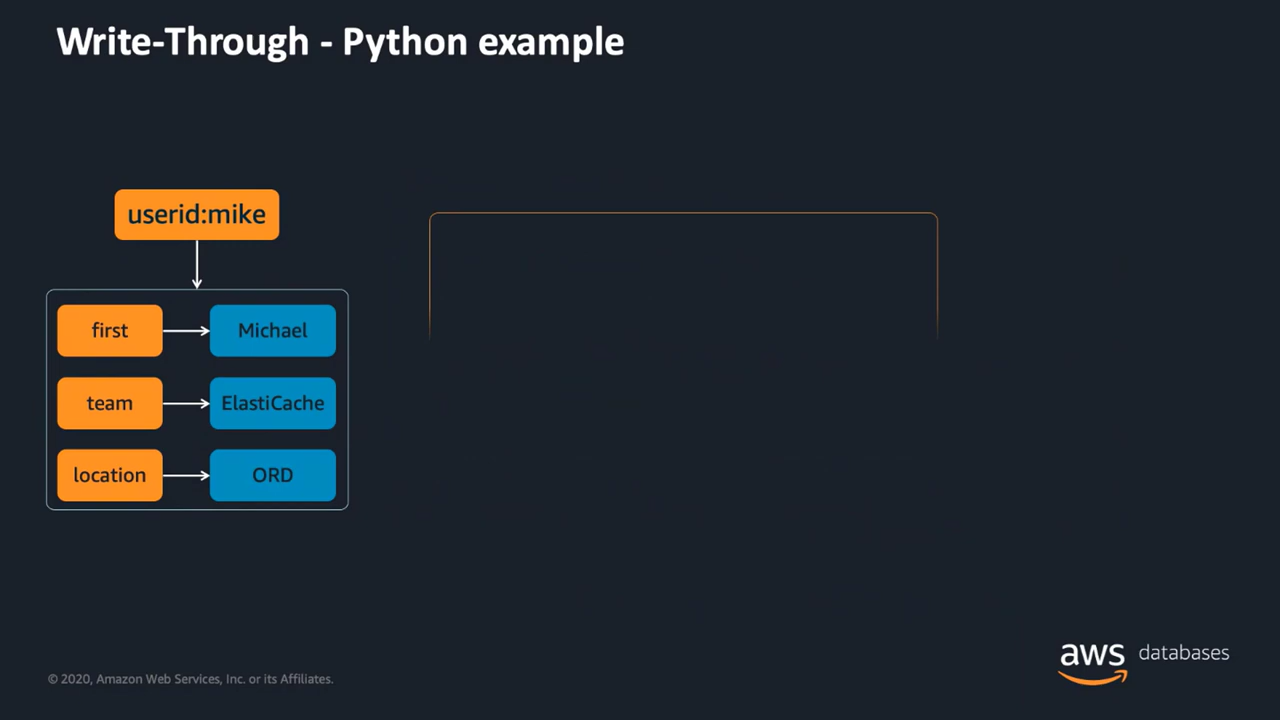 Write-Through - Python example
userid:mike
first
Michael
team
ElastiCache
location
ORD
aws databases
© 2020, Amazon Web Services, Inc. or its Affiliates.